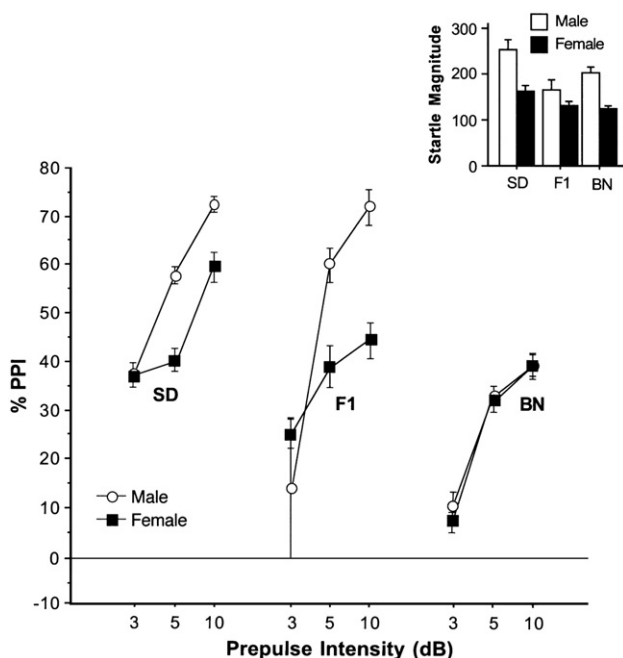 Male
Female
Startle Magnitude
300
200
100
0
SD F1 BN
% PPI
80
70
60
50
40
30
20
10
0
-10
SD
F1
BN
Male
Female
3 5 10 3 5 10 3 5 10
Prepulse Intensity (dB)